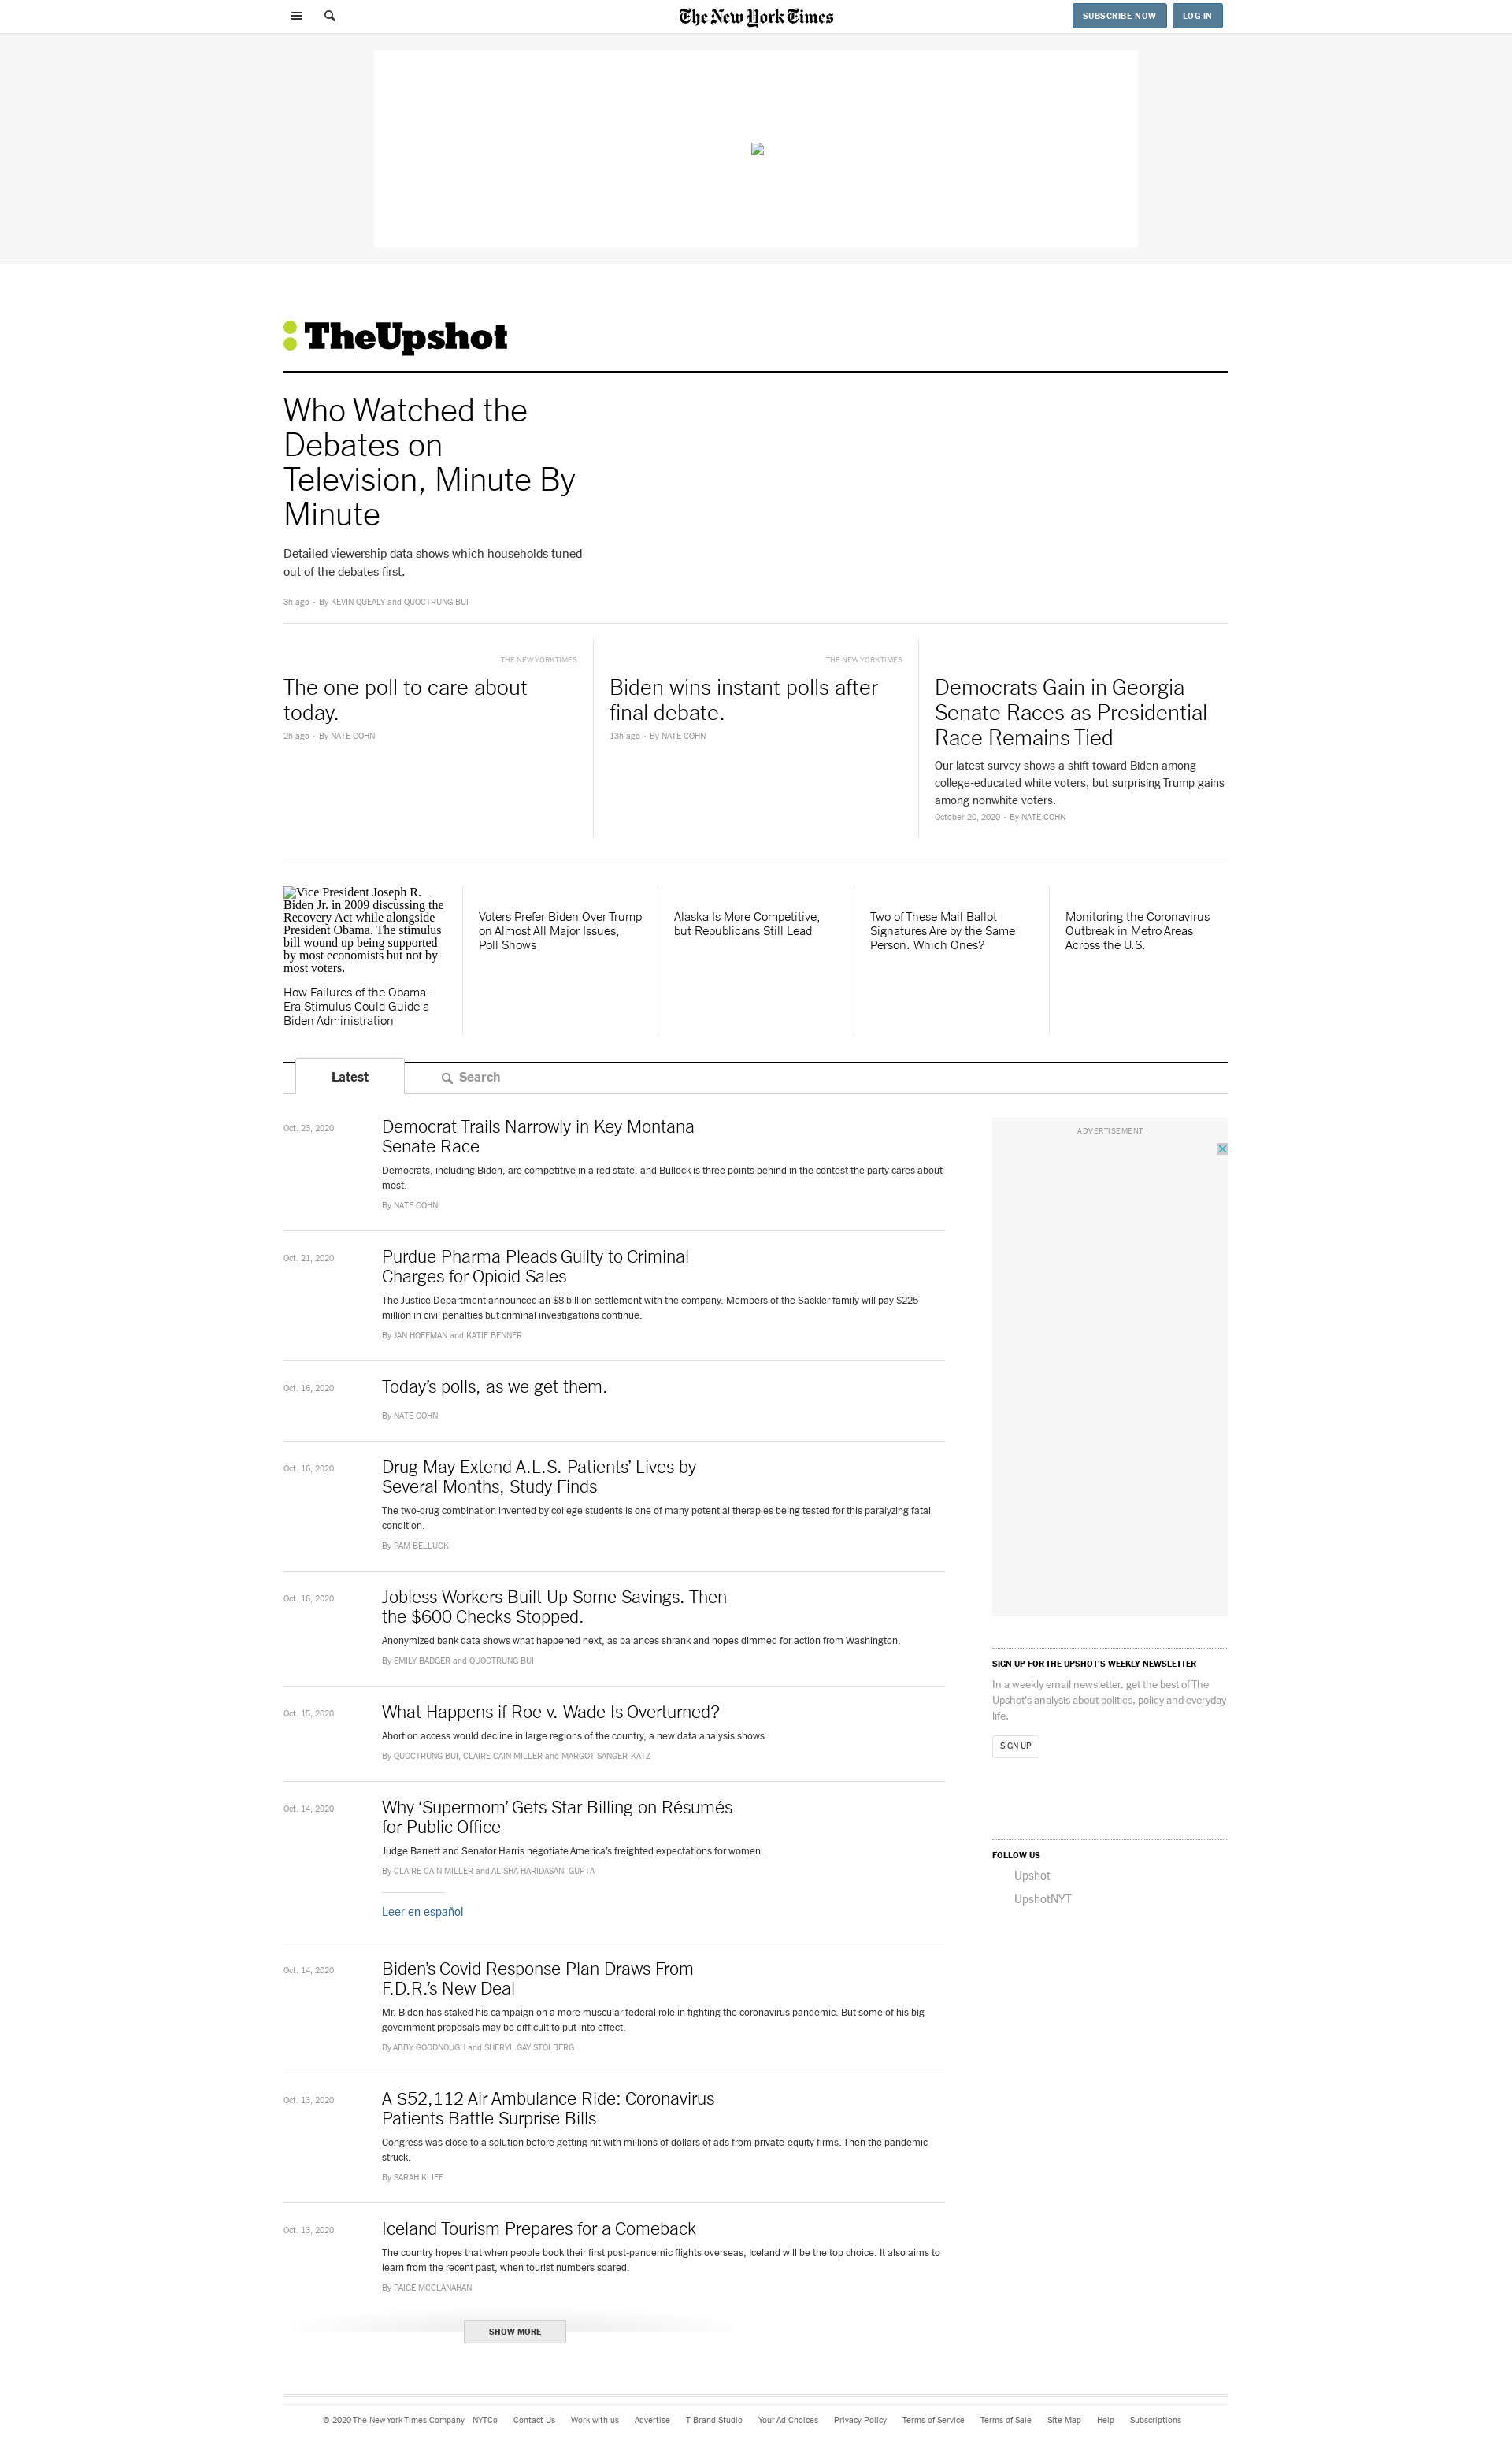 The New York Times
SUBSCRIBE NOW
LOG IN
TheUpshot
Who Watched the
Debates on
Television, Minute By
Minute
Detailed viewership data shows which households tuned
out of the debates first.
3h ago • By KEVIN QUEALY and QUOCTRUNG BUI
THE NEW YORK TIMES
The one poll to care about
today.
2h ago • By NATE COHN
THE NEW YORK TIMES
Biden wins instant polls after
final debate.
13h ago • By NATE COHN
Democrats Gain in Georgia
Senate Races as Presidential
Race Remains Tied
Our latest survey shows a shift toward Biden among
college-educated white voters, but surprising Trump gains
among nonwhite voters.
October 20, 2020 • By NATE COHN
Vice President Joseph R.
Biden Jr. in 2009 discussing the
Recovery Act while alongside
President Obama. The stimulus
bill wound up being supported
by most economists but not by
most voters.
How Failures of the Obama-
Era Stimulus Could Guide a
Biden Administration
Voters Prefer Biden Over Trump
on Almost All Major Issues,
Poll Shows
Alaska Is More Competitive,
but Republicans Still Lead
Two of These Mail Ballot
Signatures Are by the Same
Person. Which Ones?
Monitoring the Coronavirus
Outbreak in Metro Areas
Across the U.S.
Latest
Search
Oct. 23, 2020
Democrat Trails Narrowly in Key Montana
Senate Race
Democrats, including Biden, are competitive in a red state, and Bullock is three points behind in the contest the party cares about
most.
By NATE COHN
Oct. 21, 2020
Purdue Pharma Pleads Guilty to Criminal
Charges for Opioid Sales
The Justice Department announced an $8 billion settlement with the company. Members of the Sackler family will pay $225
million in civil penalties but criminal investigations continue.
By JAN HOFFMAN and KATIE BENNER
Oct. 16, 2020
Today’s polls, as we get them.
By NATE COHN
Oct. 16, 2020
Drug May Extend A.L.S. Patients’ Lives by
Several Months, Study Finds
The two-drug combination invented by college students is one of many potential therapies being tested for this paralyzing fatal
condition.
By PAM BELLUCK
Oct. 16, 2020
Jobless Workers Built Up Some Savings. Then
the $600 Checks Stopped.
Anonymized bank data shows what happened next, as balances shrank and hopes dimmed for action from Washington.
By EMILY BADGER and QUOCTRUNG BUI
Oct. 15, 2020
What Happens if Roe v. Wade Is Overturned?
Abortion access would decline in large regions of the country, a new data analysis shows.
By QUOCTRUNG BUI, CLAIRE CAIN MILLER and MARGOT SANGER-KATZ
Oct. 14, 2020
Why ‘Supermom’ Gets Star Billing on Résumés
for Public Office
Judge Barrett and Senator Harris negotiate America’s freighted expectations for women.
By CLAIRE CAIN MILLER and ALISHA HARIDASANI GUPTA
Leer en español
Oct. 14, 2020
Biden’s Covid Response Plan Draws From
F.D.R.’s New Deal
Mr. Biden has staked his campaign on a more muscular federal role in fighting the coronavirus pandemic. But some of his big
government proposals may be difficult to put into effect.
By ABBY GOODNOUGH and SHERYL GAY STOLBERG
Oct. 13, 2020
A $52,112 Air Ambulance Ride: Coronavirus
Patients Battle Surprise Bills
Congress was close to a solution before getting hit with millions of dollars of ads from private-equity firms. Then the pandemic
struck.
By SARAH KLIFF
Oct. 13, 2020
Iceland Tourism Prepares for a Comeback
The country hopes that when people book their first post-pandemic flights overseas, Iceland will be the top choice. It also aims to
learn from the recent past, when tourist numbers soared.
By PAIGE MCCLANAHAN
SHOW MORE
ADVERTISEMENT
SIGN UP FOR THE UPSHOT'S WEEKLY NEWSLETTER
In a weekly email newsletter, get the best of The
Upshot's analysis about politics, policy and everyday
life.
SIGN UP
FOLLOW US
Upshot
UpshotNYT
© 2020 The New York Times Company NYTCo Contact Us Work with us Advertise T Brand Studio Your Ad Choices Privacy Policy Terms of Service Terms of Sale Site Map Help Subscriptions